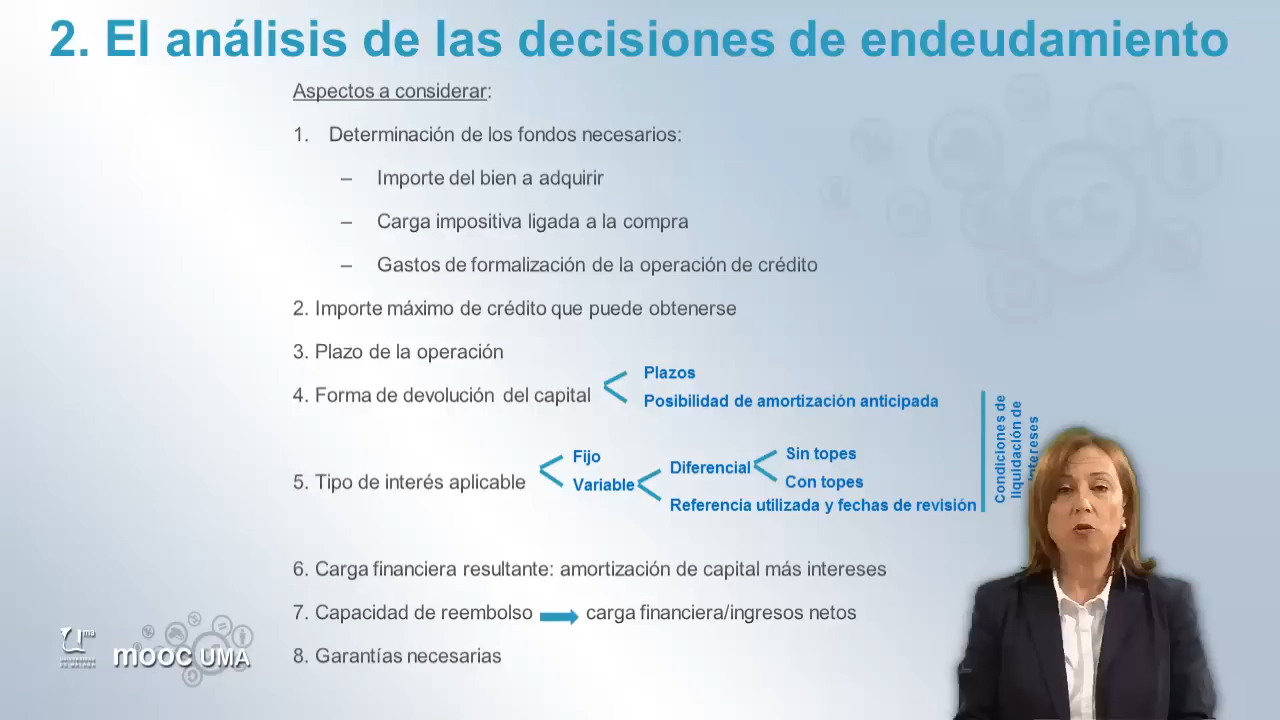 2. El análisis de las decisiones de endeudamiento
Aspectos a considerar:
1. Determinación de los fondos necesarios:
– Importe del bien a adquirir
– Carga impositiva ligada a la compra
– Gastos de formalización de la operación de crédito
2. Importe máximo de crédito que puede obtenerse
3. Plazo de la operación
4. Forma de devolución del capital
Plazos
Posibilidad de amortización anticipada
5. Tipo de interés aplicable
Fijo
Variable
Diferencial
Sin topes
Con topes
Referencia utilizada y fechas de revisión
Condiciones de
liquidación de
intereses
6. Carga financiera resultante: amortización de capital más intereses
7. Capacidad de reembolso carga financiera/ingresos netos
8. Garantías necesarias
uma
mooc UMA